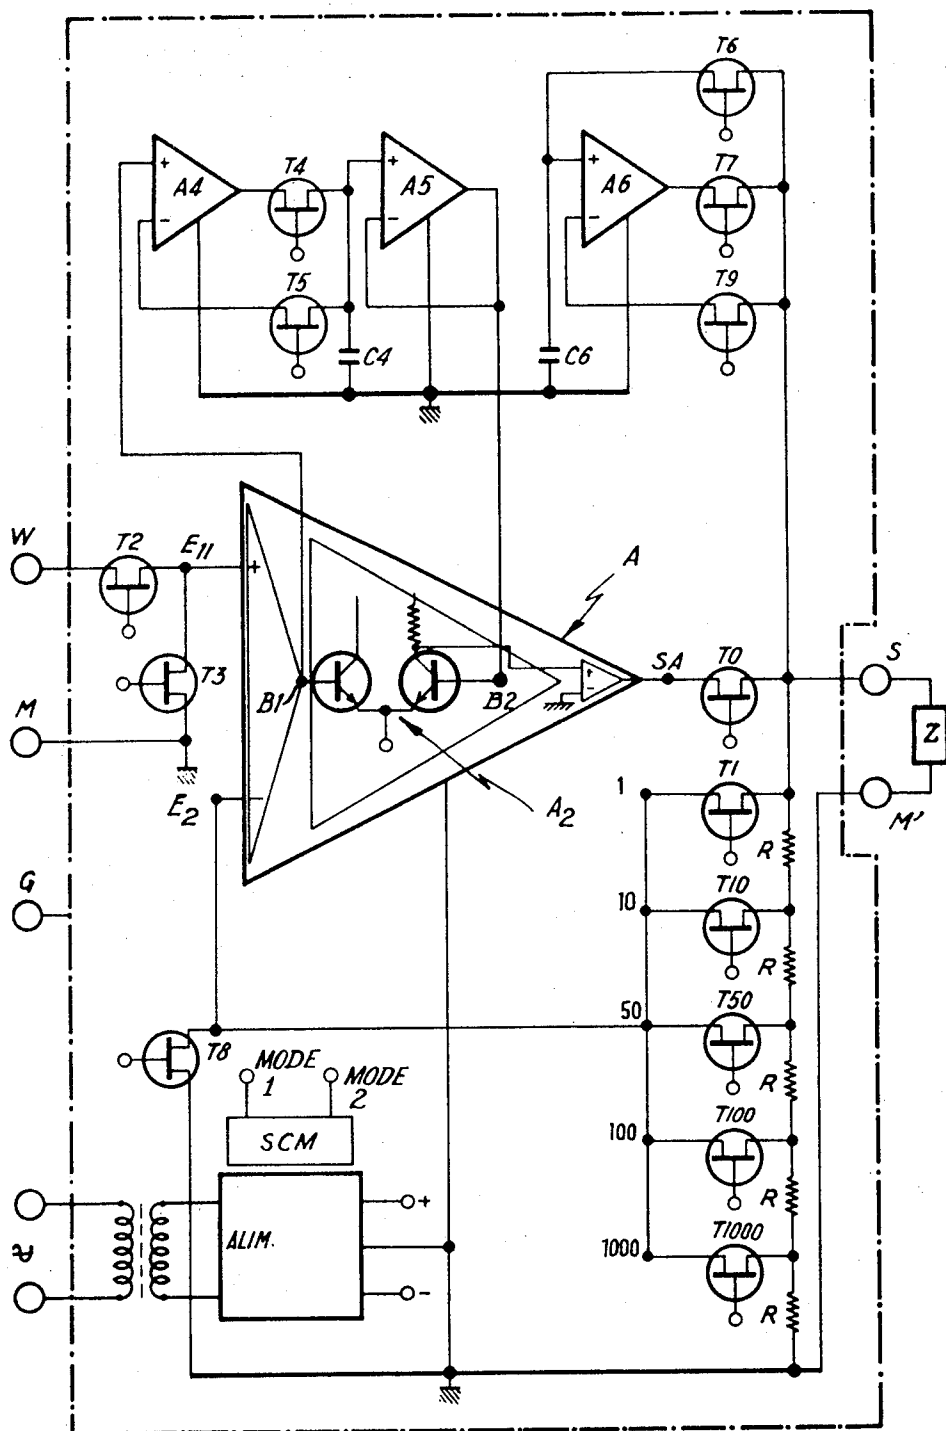 T6
T4
T7
+
A4
-
+
A5
-
+
A6
-
T5
T9
C4
C6
W
T2
E11
+
A
T3
SA
T0
S
B1
B2
+
-
M
Z
T1
1
E2
-
A2
M'
R
G
10
T10
R
50
T50
T8
MODE
1
MODE
2
R
SCM
100
T100
+
R
ALIM.
1000
T1000
-
R